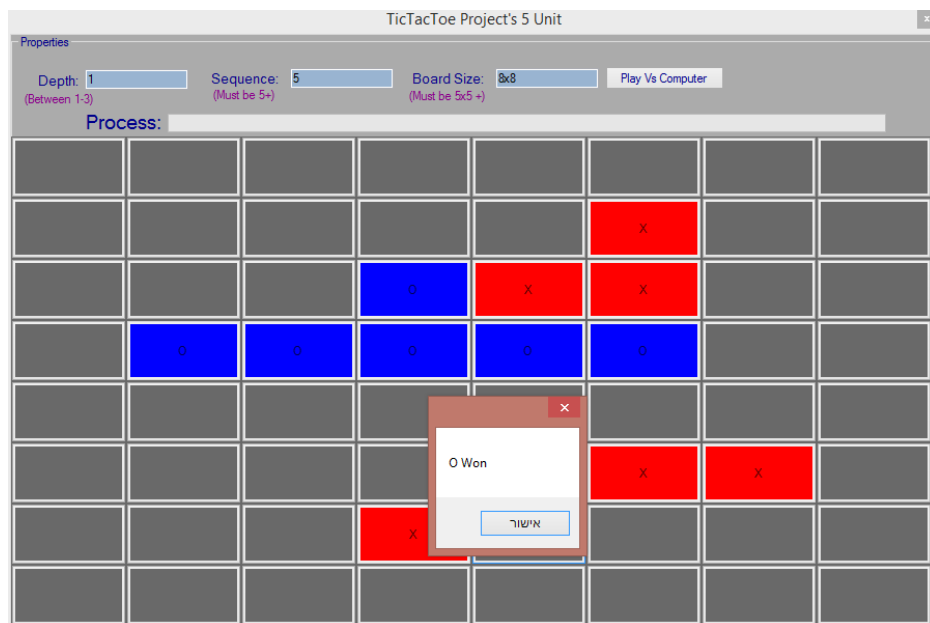 TicTacToe Project's 5 Unit
x
Properties
Depth: 1 Sequence: 5 Board Size: 8x8 Play Vs Computer
(Between 1-3) (Must be 5+) (Must be 5x5 +)
Process:
X
O X X
O O O O O
O Won
X X
אישור
X